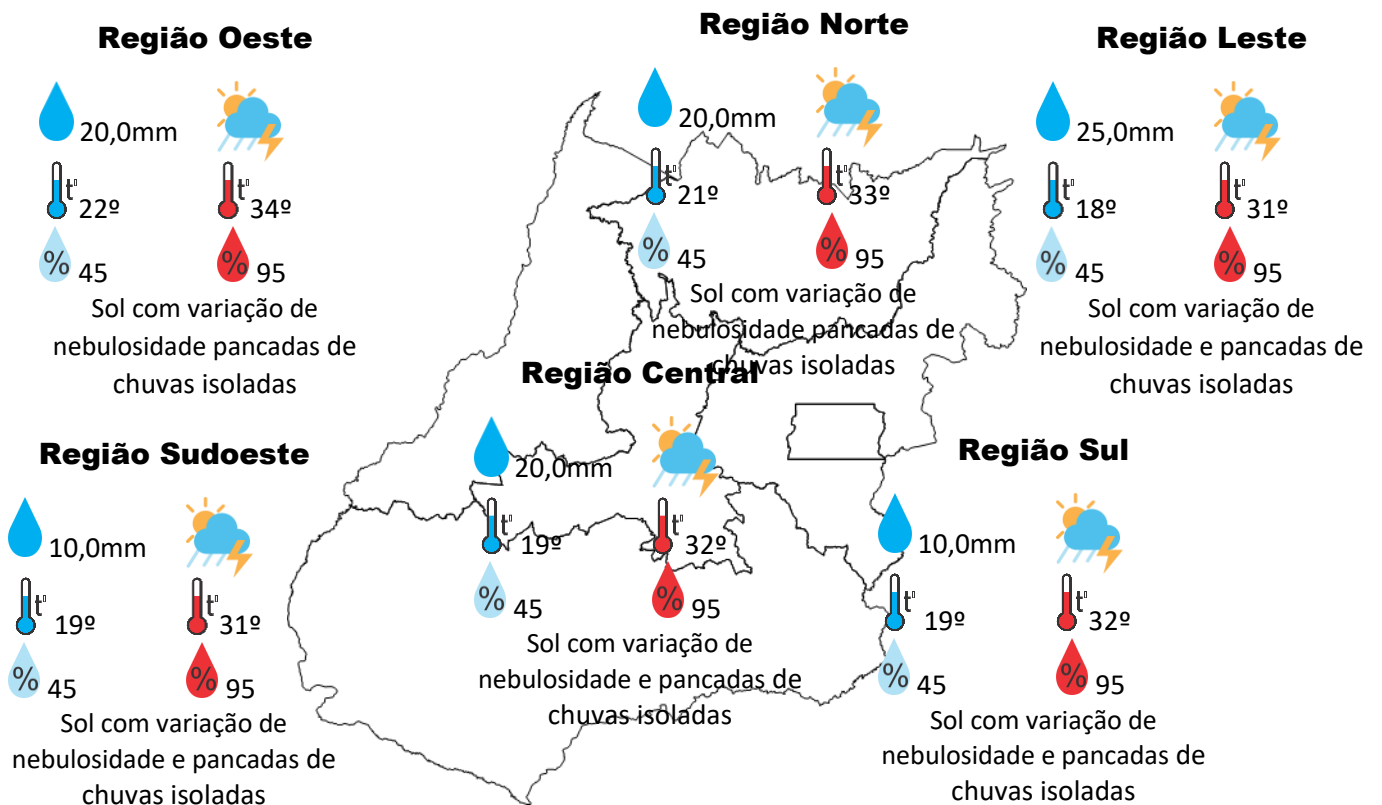 Região Oeste
20,0mm
t°
22º
34º
% 45
% 95
Sol com variação de
nebulosidade pancadas de
chuvas isoladas
Região Norte
20,0mm
t°
21º
t°
33º
% 45
% 95
Sol com variação de
nebulosidade pancadas de
chuvas isoladas
Região Leste
25,0mm
t°
18º
t°
31º
% 45
% 95
Sol com variação de
nebulosidade e pancadas de
chuvas isoladas
Região Sudoeste
10,0mm
t°
19º
t°
31º
% 45
% 95
Sol com variação de
nebulosidade e pancadas de
chuvas isoladas
Região Central
20,0mm
t°
19º
t°
32º
% 45
% 95
Sol com variação de
nebulosidade e pancadas de
chuvas isoladas
Região Sul
10,0mm
t°
19º
t°
32º
% 45
% 95
Sol com variação de
nebulosidade e pancadas de
chuvas isoladas